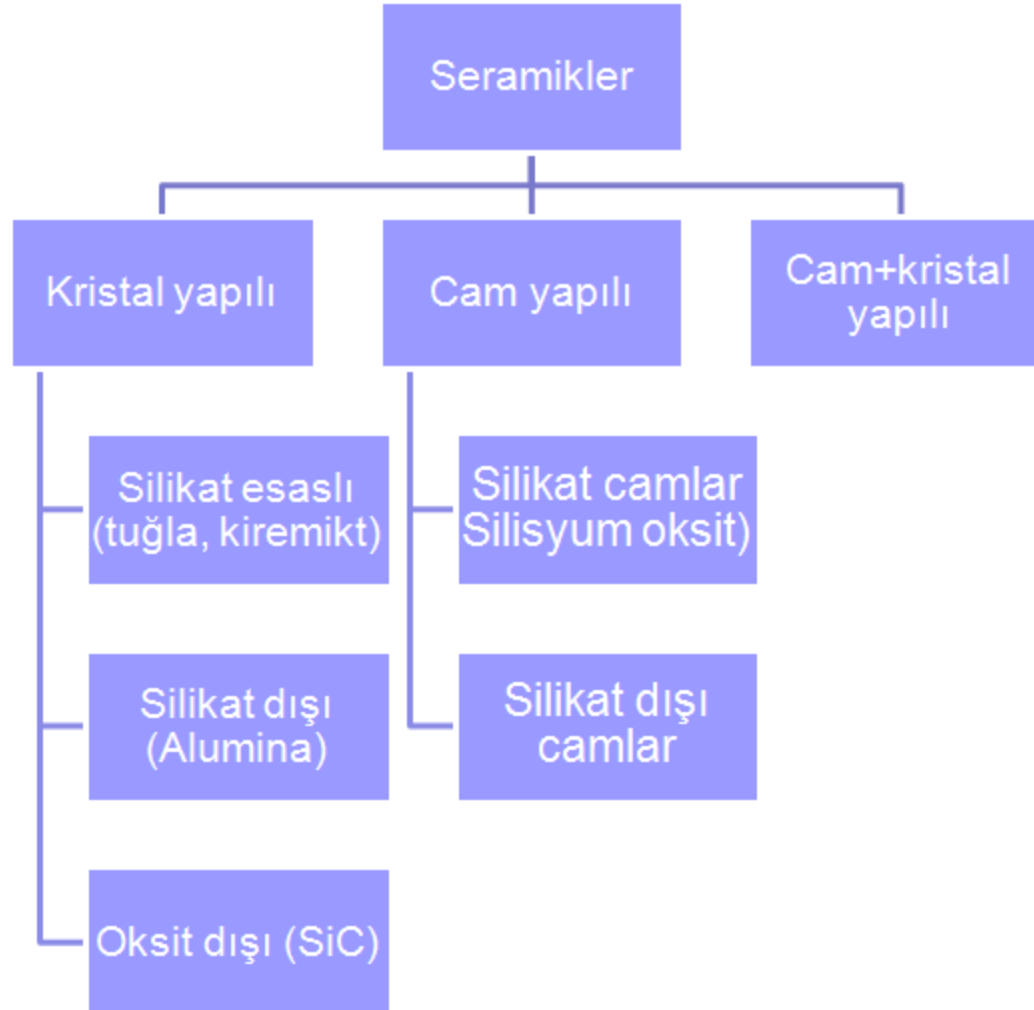 Seramikler
Kristal yapılı
Cam yapılı
Cam+kristal
yapılı
Silikat esaslı
(tuğla, kiremikt)
Silikat dışı
(Alumina)
Oksit dışı (SiC)
Silikat camlar
Silisyum oksit)
Silikat dışı
camlar